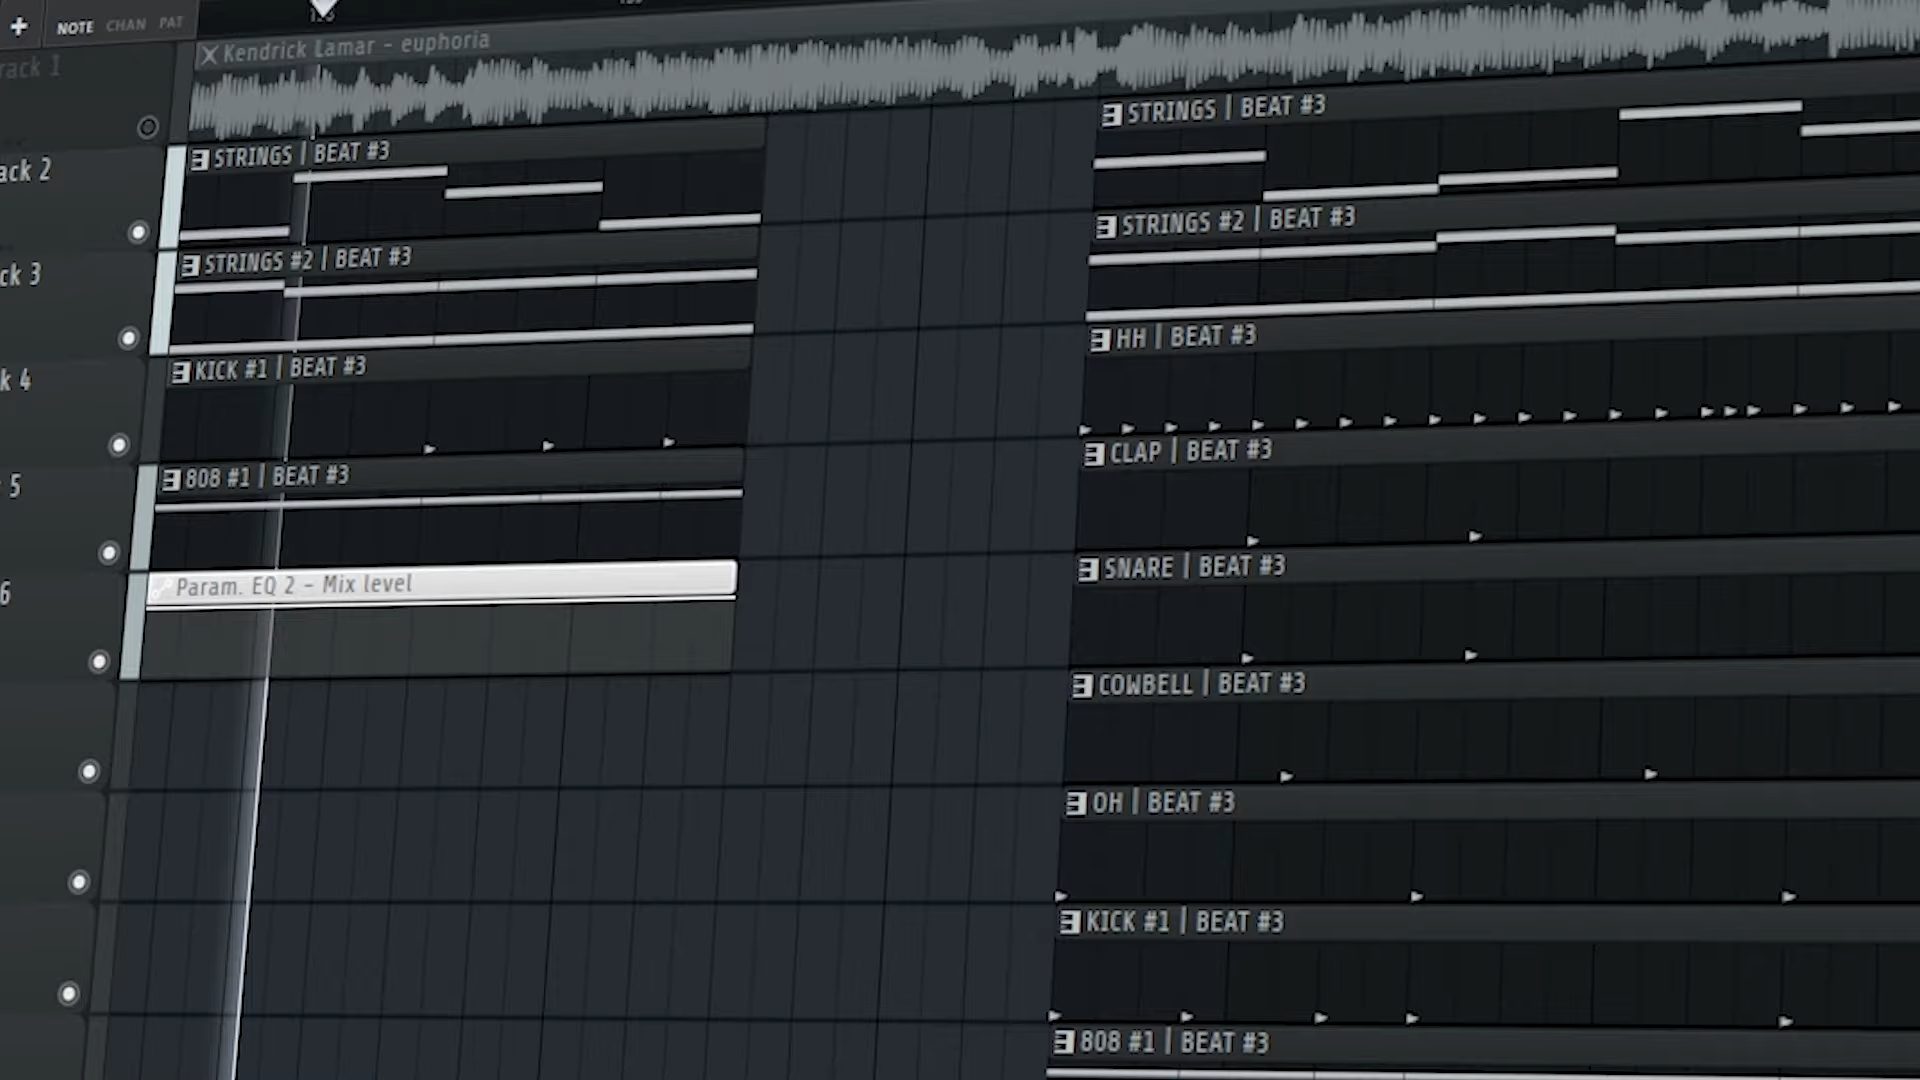 NOTE CHAN PAT
Kendrick Lamar - euphoria
STRINGS | BEAT #3
STRINGS #2 | BEAT #3
KICK #1 | BEAT #3
808 #1 | BEAT #3
Param. EQ 2 - Mix level
STRINGS | BEAT #3
STRINGS #2 | BEAT #3
HH | BEAT #3
CLAP | BEAT #3
SNARE | BEAT #3
COWBELL | BEAT #3
OH | BEAT #3
KICK #1 | BEAT #3
808 #1 | BEAT #3
rack 1
ack 2
ck 3
k 4
5
6